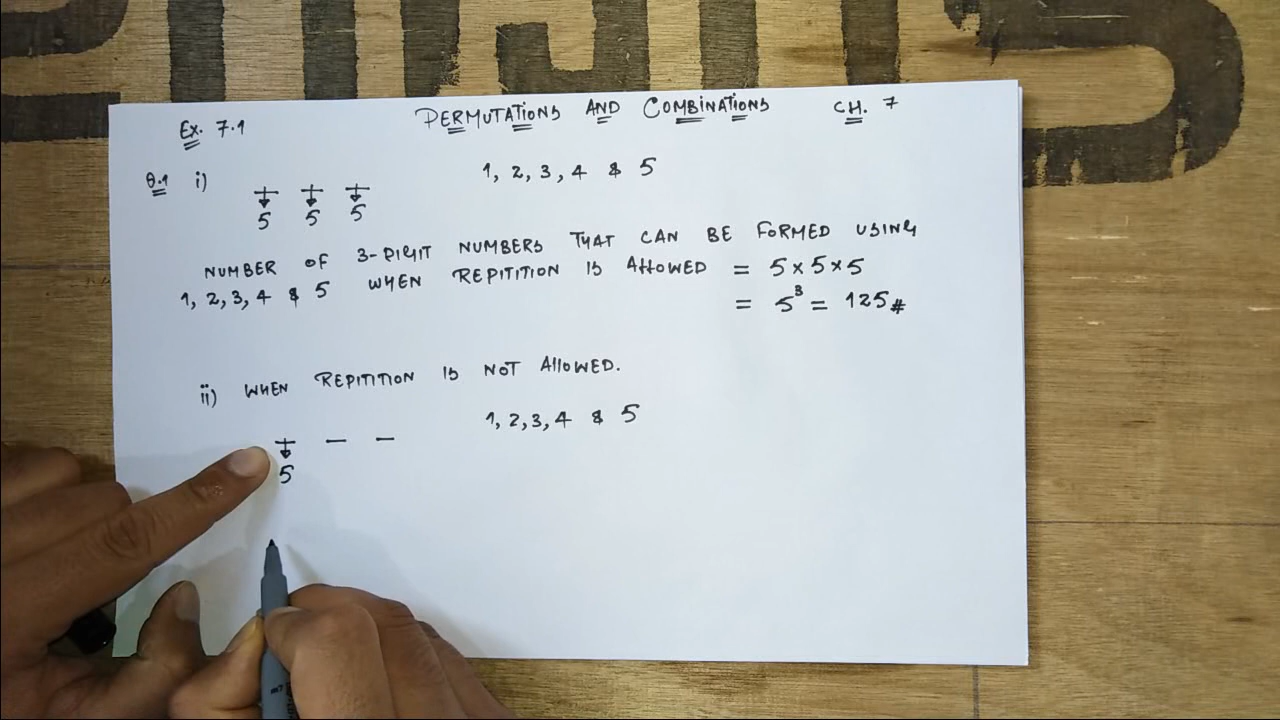 Ex. 7.1 PERMUTATIONS AND COMBINATIONS CH. 7
Q.1 i) 1, 2, 3, 4 & 5
5 5 5
NUMBER OF 3-DIGIT NUMBERS THAT CAN BE FORMED USING
1, 2, 3, 4 & 5 WHEN REPITITION IS ALLOWED = 5 × 5 × 5
= 5³ = 125#
ii) WHEN REPITITION IS NOT ALLOWED.
1, 2, 3, 4 & 5
5